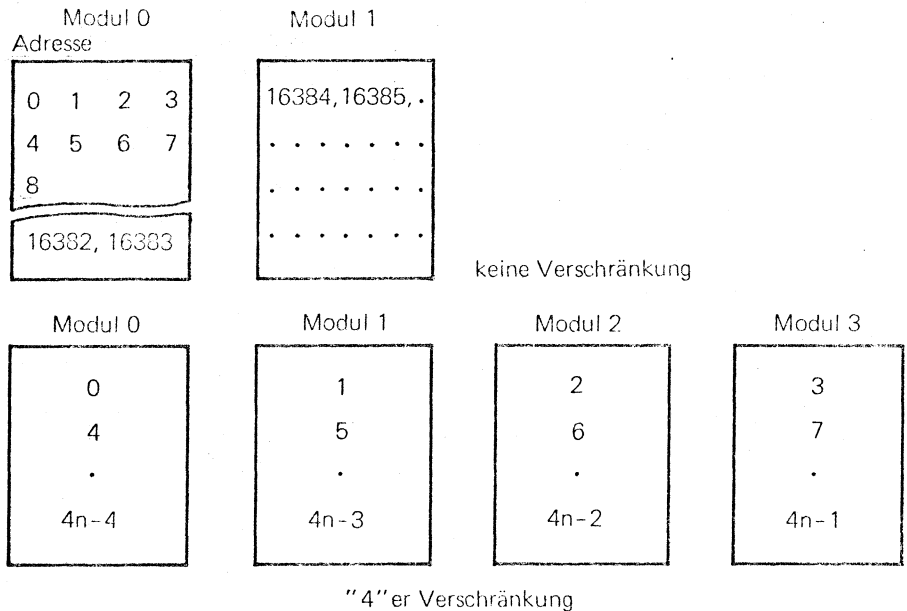 Modul 0 Modul 1
Adresse
0 1 2 3 16384, 16385, .
4 5 6 7 . . . . . . .
8 . . . . . . .
16382, 16383 . . . . . . .
keine Verschränkung
Modul 0 Modul 1 Modul 2 Modul 3
0 1 2 3
4 5 6 7
. . . .
4n-4 4n-3 4n-2 4n-1
"4"er Verschränkung